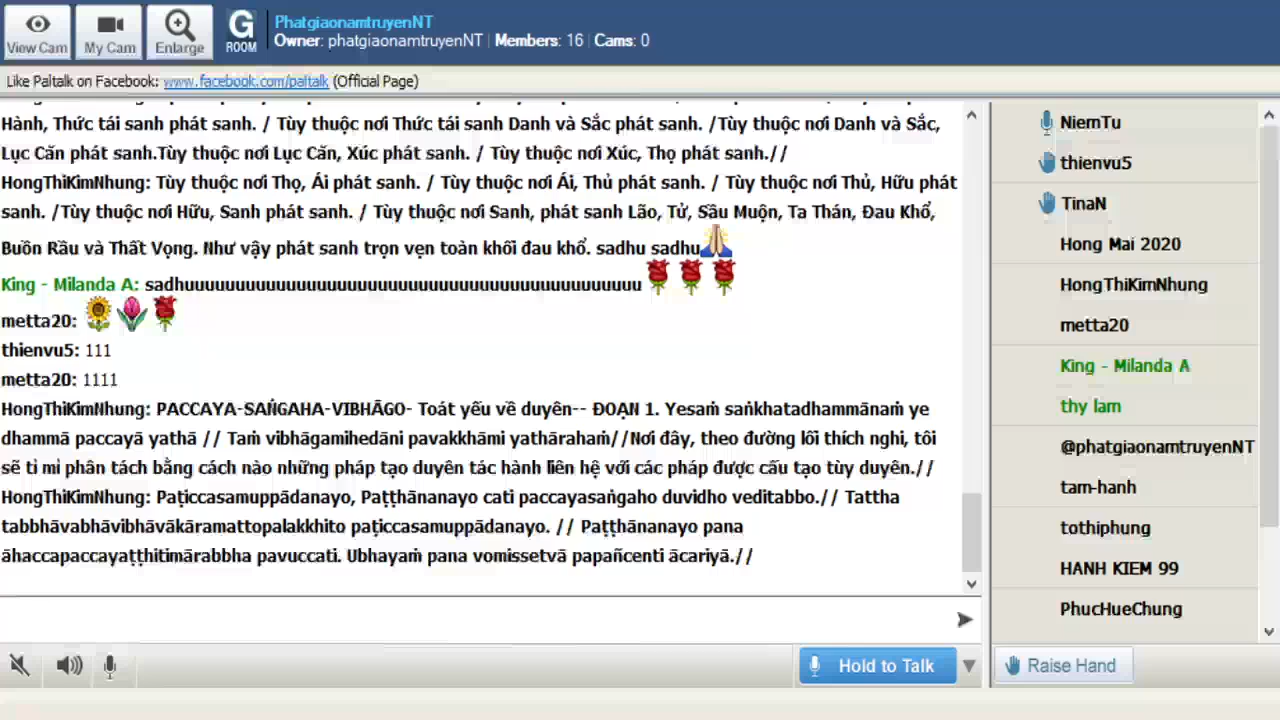 View Cam
My Cam
Enlarge
G
ROOM
PhatgiaonamtruyenNT
Owner: phatgiaonamtruyenNT | Members: 16 | Cams: 0
Like Paltalk on Facebook: www.facebook.com/paltalk (Official Page)
Hành, Thức tái sanh phát sanh. / Tùy thuộc nơi Thức tái sanh Danh và Sắc phát sanh. /Tùy thuộc nơi Danh và Sắc,
Lục Căn phát sanh.Tùy thuộc nơi Lục Căn, Xúc phát sanh. / Tùy thuộc nơi Xúc, Thọ phát sanh.//
HongThiKimNhung: Tùy thuộc nơi Thọ, Ái phát sanh. / Tùy thuộc nơi Ái, Thủ phát sanh. / Tùy thuộc nơi Thủ, Hữu phát
sanh. /Tùy thuộc nơi Hữu, Sanh phát sanh. / Tùy thuộc nơi Sanh, phát sanh Lão, Tử, Sầu Muộn, Ta Thán, Đau Khổ,
Buồn Rầu và Thất Vọng. Như vậy phát sanh trọn vẹn toàn khối đau khổ. sadhu sadhu
King - Milanda A: sadhuuuuuuuuuuuuuuuuuuuuuuuuuuuuuuuuuuuuuuuuu
metta20:
thienvu5: 111
metta20: 1111
HongThiKimNhung: PACCAYA-SAṄGAHA-VIBHĀGO- Toát yếu về duyên-- ĐOẠN 1. Yesaṁ saṅkhatadhammānaṁ ye
dhammā paccayā yathā // Taṁ vibhāgamihedāni pavakkhāmi yathārahaṁ//Nơi đây, theo đường lối thích nghi, tôi
sẽ tỉ mỉ phân tách bằng cách nào những pháp tạo duyên tác hành liên hệ với các pháp được cấu tạo tùy duyên.//
HongThiKimNhung: Paṭiccasamuppādanayo, Paṭṭhānanayo cati paccayasaṅgaho duvidho veditabbo.// Tattha
tabbhāvabhāvibhāvākāramattopalakkhito paṭiccasamuppādanayo. // Paṭṭhānanayo pana
āhaccapaccayaṭṭhitimārabbha pavuccati. Ubhayaṁ pana vomissetvā papañcenti ācariyā.//
Hold to Talk
NiemTu
thienvu5
TinaN
Hong Mai 2020
HongThiKimNhung
metta20
King - Milanda A
thy lam
@phatgiaonamtruyenNT
tam-hanh
tothiphung
HANH KIEM 99
PhucHueChung
Raise Hand